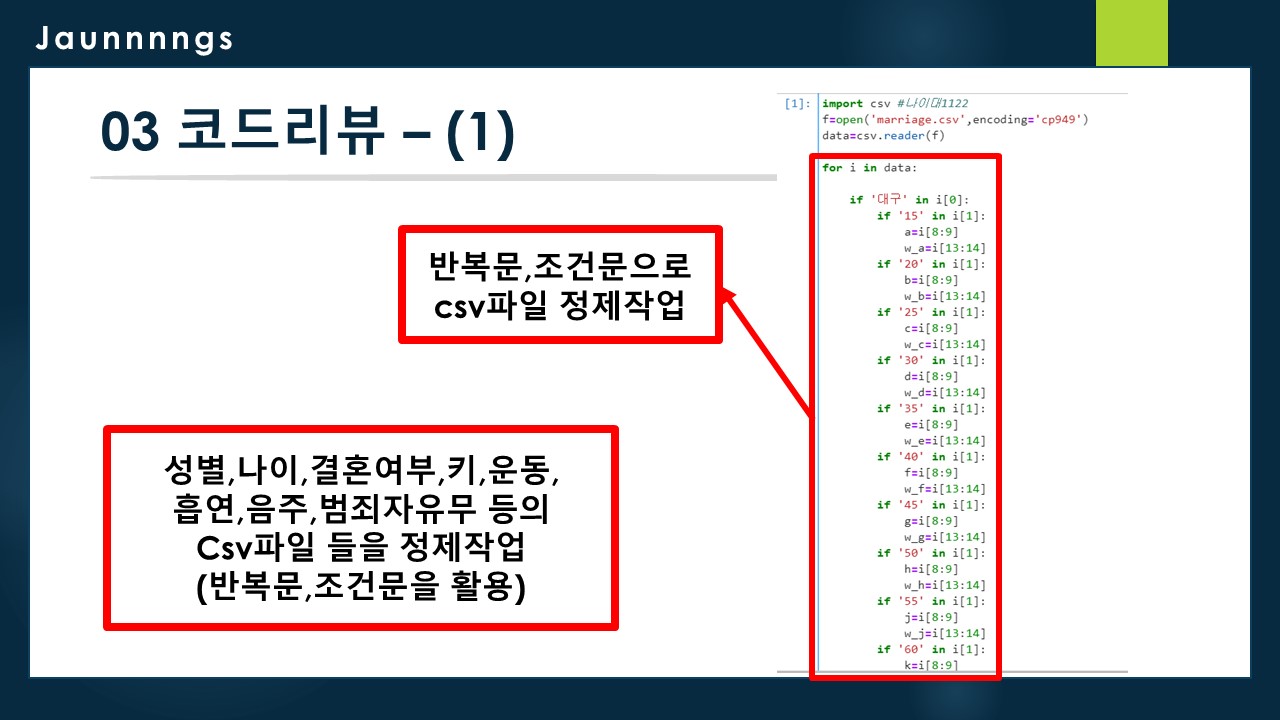 Jaunnnngs
03 코드리뷰 – (1)
반복문,조건문으로
csv파일 정제작업
성별,나이,결혼여부,키,운동,
흡연,음주,범죄자유무 등의
Csv파일 들을 정제작업
(반복문,조건문을 활용)
[1]: import csv #나이대1122
f=open('marriage.csv',encoding='cp949')
data=csv.reader(f)
for i in data:
if '대구' in i[0]:
if '15' in i[1]:
a=i[8:9]
w_a=i[13:14]
if '20' in i[1]:
b=i[8:9]
w_b=i[13:14]
if '25' in i[1]:
c=i[8:9]
w_c=i[13:14]
if '30' in i[1]:
d=i[8:9]
w_d=i[13:14]
if '35' in i[1]:
e=i[8:9]
w_e=i[13:14]
if '40' in i[1]:
f=i[8:9]
w_f=i[13:14]
if '45' in i[1]:
g=i[8:9]
w_g=i[13:14]
if '50' in i[1]:
h=i[8:9]
w_h=i[13:14]
if '55' in i[1]:
j=i[8:9]
w_j=i[13:14]
if '60' in i[1]:
k=i[8:9]